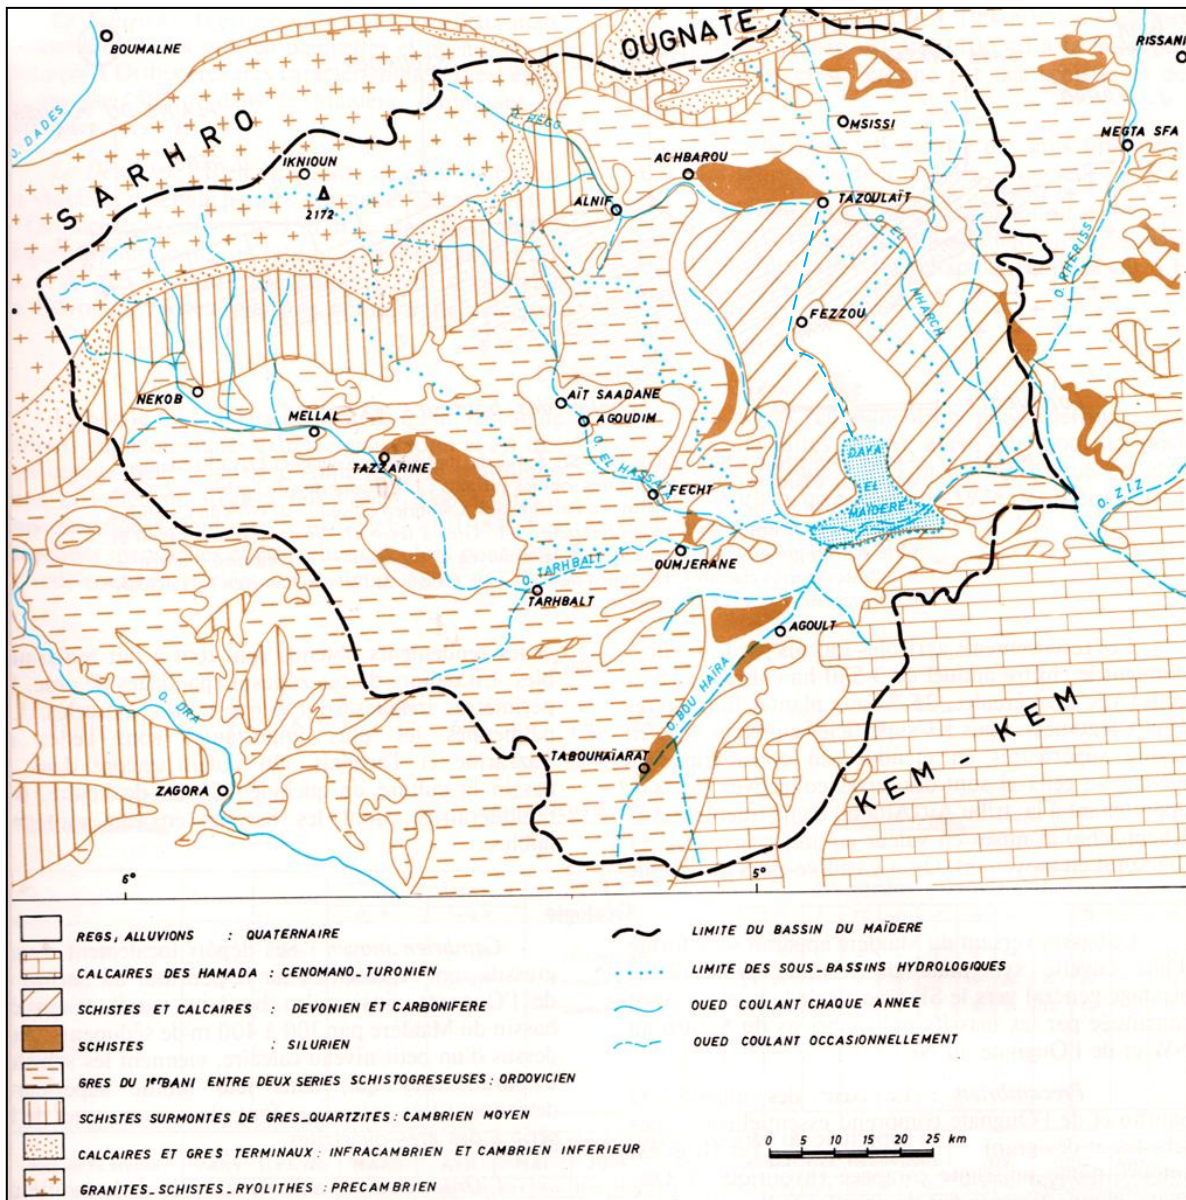 OUGNATE
BOUMALNE
RISSANI
O. DADES
SARHRO
O. REGG
MSISSI
MEGTA SFA
IKNIOUN
2172
ACHBAROU
ALNIF
TAZOULAÏT
O. EL MHARCH
O. RHERISS
FEZZOU
NEKOB
MELLAL
AÏT SAADANE
AGOUDIM
TAZZARINE
O. EL HASSAIA
FECHT
DAYA
EL
MAIDERE
O. ZIZ
OUMJERANE
O. TARHBALT
TARHBALT
AGOULT
O. BOU HAÏRA
O. DRA
TABOUHAÏARAT
ZAGORA
KEM-KEM
6°
5°
REGS, ALLUVIONS : QUATERNAIRE
CALCAIRES DES HAMADA : CENOMANO_TURONIEN
SCHISTES ET CALCAIRES : DEVONIEN ET CARBONIFERE
SCHISTES : SILURIEN
GRES DU 1erBANI ENTRE DEUX SERIES SCHISTOGRESEUSES: ORDOVICIEN
SCHISTES SURMONTES DE GRES_QUARTZITES: CAMBRIEN MOYEN
CALCAIRES ET GRES TERMINAUX: INFRACAMBRIEN ET CAMBRIEN INFERIEUR
GRANITES_SCHISTES_RYOLITHES : PRECAMBRIEN
LIMITE DU BASSIN DU MAÏDERE
LIMITE DES SOUS_BASSINS HYDROLOGIQUES
OUED COULANT CHAQUE ANNEE
OUED COULANT OCCASIONNELLEMENT
0 5 10 15 20 25 km